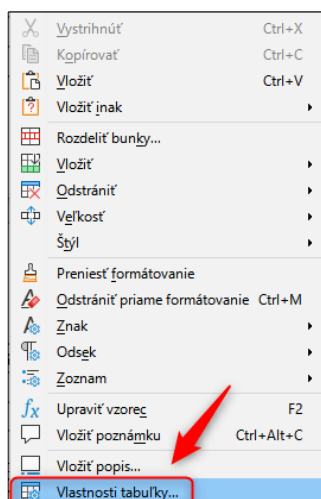 Vystrihnúť Ctrl+X
Kopírovať Ctrl+C
Vložiť Ctrl+V
Vložiť inak
Rozdeliť bunky...
Vložiť
Odstrániť
Veľkosť
Štýl
Preniesť formátovanie
Odstrániť priame formátovanie Ctrl+M
Znak
Odsek
Zoznam
Upraviť vzorec F2
Vložiť poznámku Ctrl+Alt+C
Vložiť popis...
Vlastnosti tabuľky...